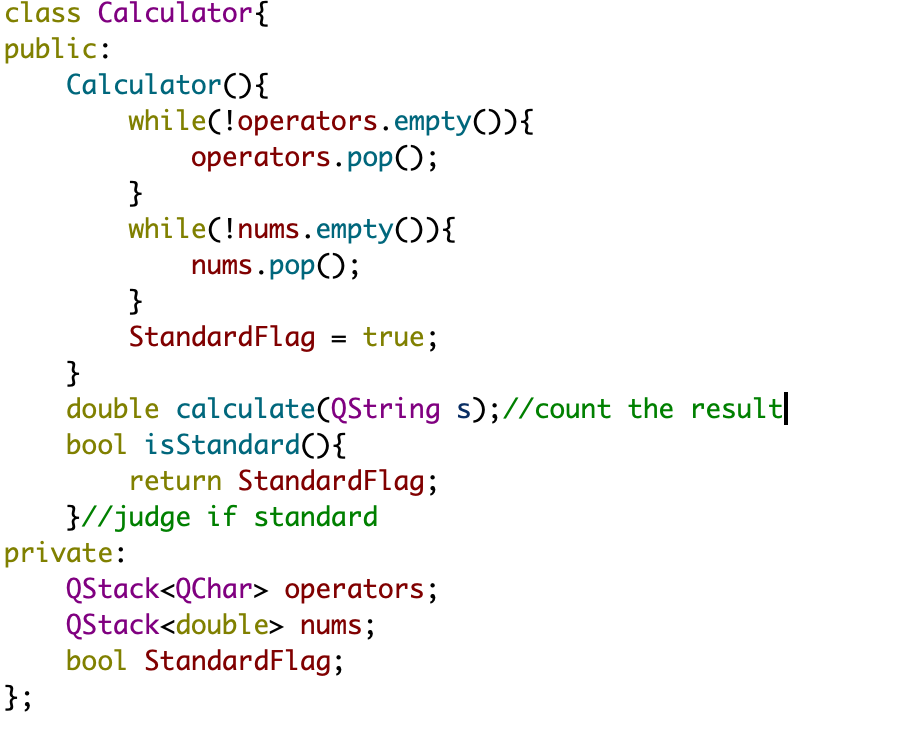 class Calculator{
public:
    Calculator(){
        while(!operators.empty()){
            operators.pop();
        }
        while(!nums.empty()){
            nums.pop();
        }
        StandardFlag = true;
    }
    double calculate(QString s);//count the result
    bool isStandard(){
        return StandardFlag;
    }//judge if standard
private:
    QStack<QChar> operators;
    QStack<double> nums;
    bool StandardFlag;
};